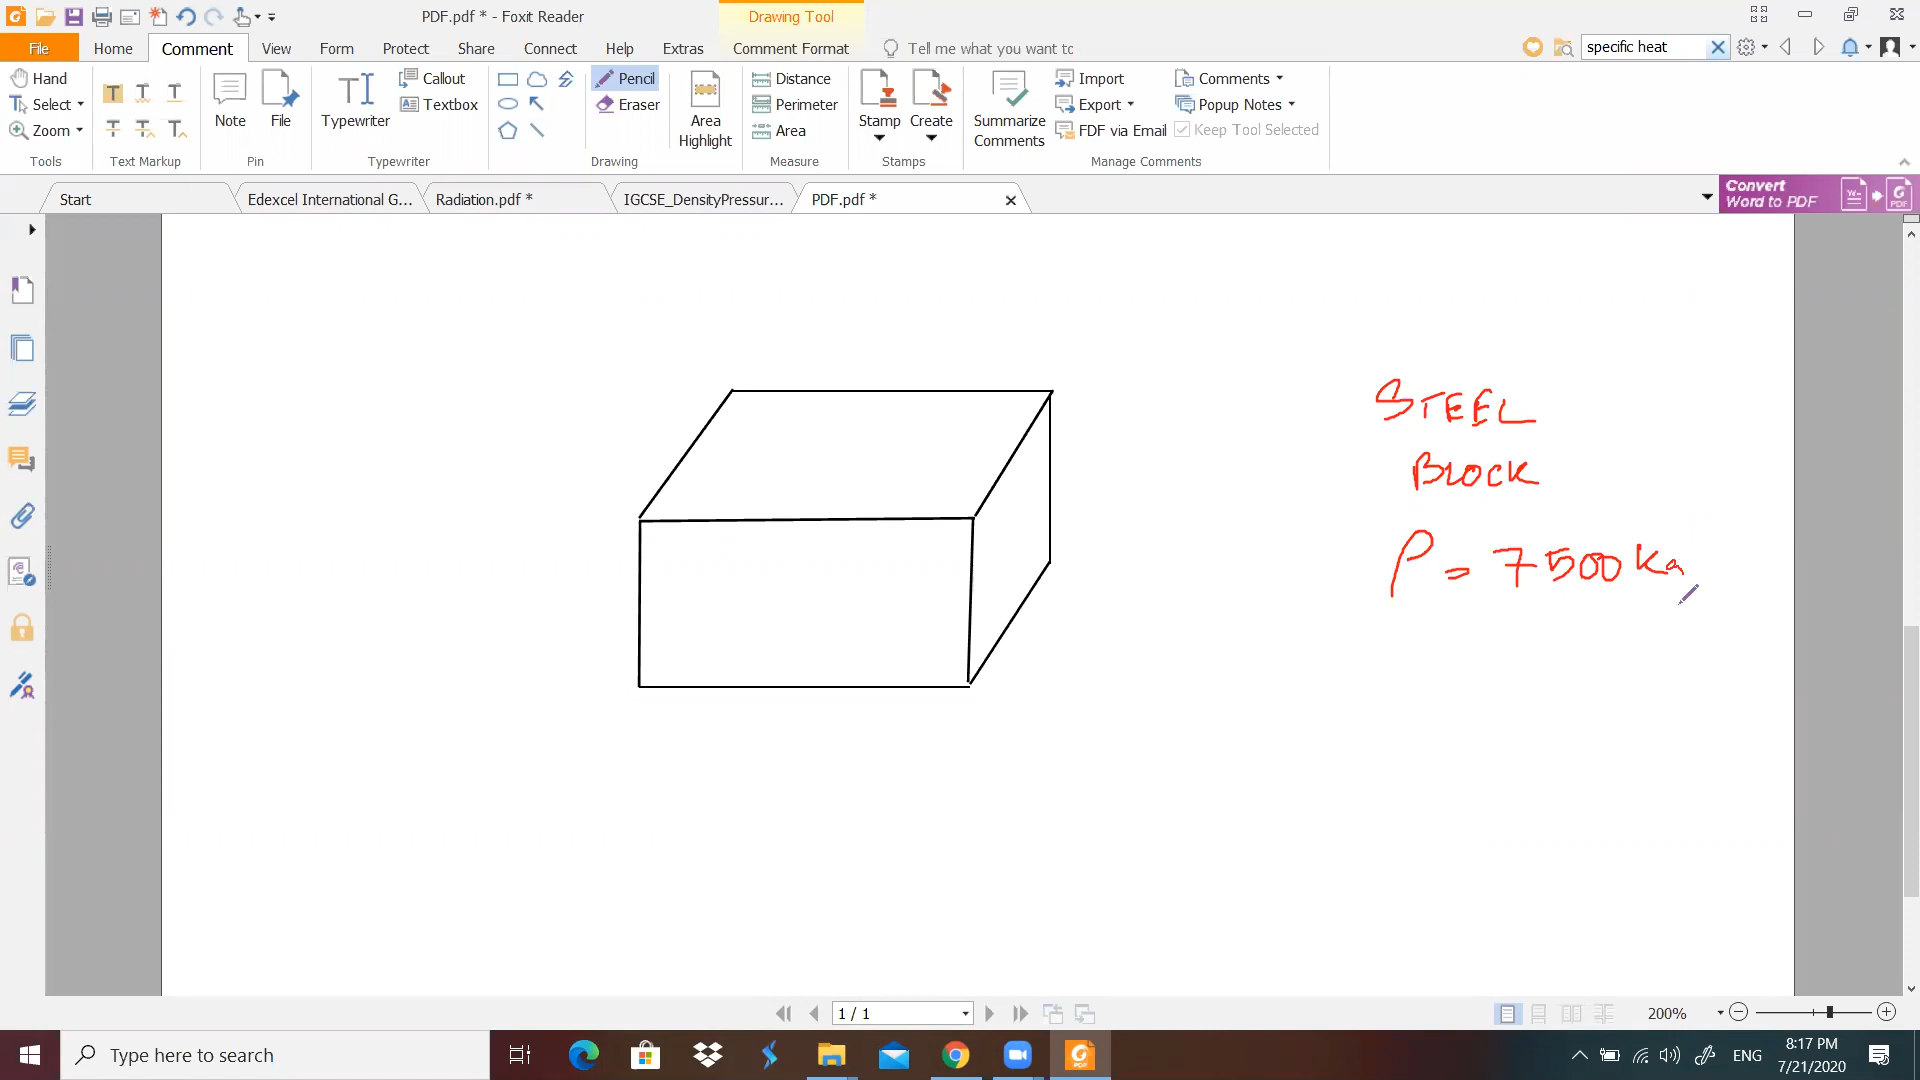 PDF.pdf * - Foxit Reader
Drawing Tool
File Home Comment View Form Protect Share Connect Help Extras Comment Format Tell me what you want to
specific heat
Hand
Select
Zoom
Tools
Text Markup
Note
File
Pin
Typewriter
Callout
Textbox
Typewriter
Pencil
Eraser
Drawing
Area
Highlight
Distance
Perimeter
Area
Measure
Stamp
Create
Stamps
Summarize
Comments
Import
Export
FDF via Email
Comments
Popup Notes
Keep Tool Selected
Manage Comments
Start
Edexcel International G...
Radiation.pdf *
IGCSE_DensityPressur...
PDF.pdf *
Convert
Word to PDF
STEEL
BLOCK
ρ = 7500 Kg
1 / 1
200%
Type here to search
ENG
8:17 PM
7/21/2020